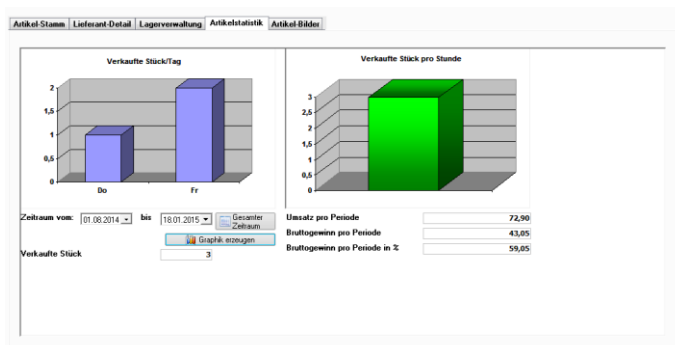 Artikel-Stamm Lieferant-Detail Lagerverwaltung Artikelstatistik Artikel-Bilder
Verkaufte Stück/Tag
2
1,5
1
0,5
0
Do Fr
Verkaufte Stück pro Stunde
3
2,5
2
1,5
1
0,5
0
Zeitraum vom: 01.08.2014 bis 18.01.2015 Gesamter Zeitraum
Graphik erzeugen
Verkaufte Stück 3
Umsatz pro Periode 72,90
Bruttogewinn pro Periode 43,05
Bruttogewinn pro Periode in % 59,05